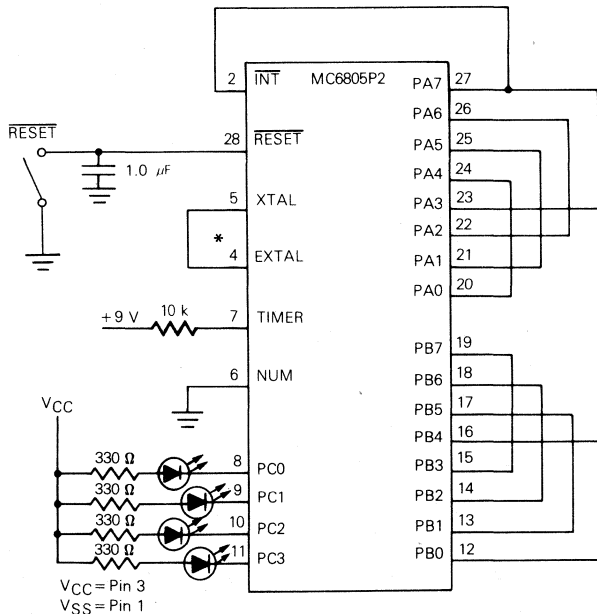 2 INT MC6805P2 PA7 27
PA6 26
RESET
28 RESET
PA5 25
1.0 μF
PA4 24
5 XTAL
PA3 23
*
PA2 22
4 EXTAL
PA1 21
PA0 20
+9 V 10 k 7 TIMER
PB7 19
6 NUM
PB6 18
PB5 17
VCC
PB4 16
330 Ω 8 PC0
PB3 15
330 Ω 9 PC1
PB2 14
330 Ω 10 PC2
PB1 13
330 Ω 11 PC3
PB0 12
VCC = Pin 3
VSS = Pin 1